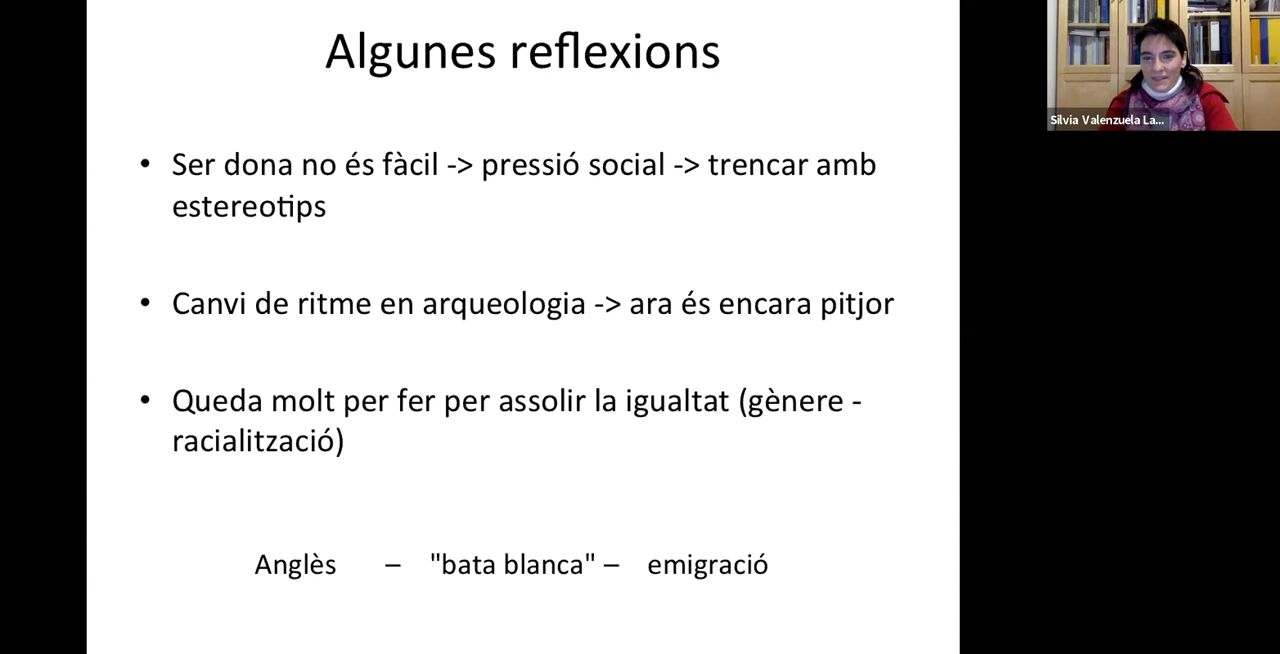 Algunes reflexions
Silvia Valenzuela La...
• Ser dona no és fàcil -> pressió social -> trencar amb
estereotips
• Canvi de ritme en arqueologia -> ara és encara pitjor
• Queda molt per fer per assolir la igualtat (gènere -
racialització)
Anglès – "bata blanca" – emigració